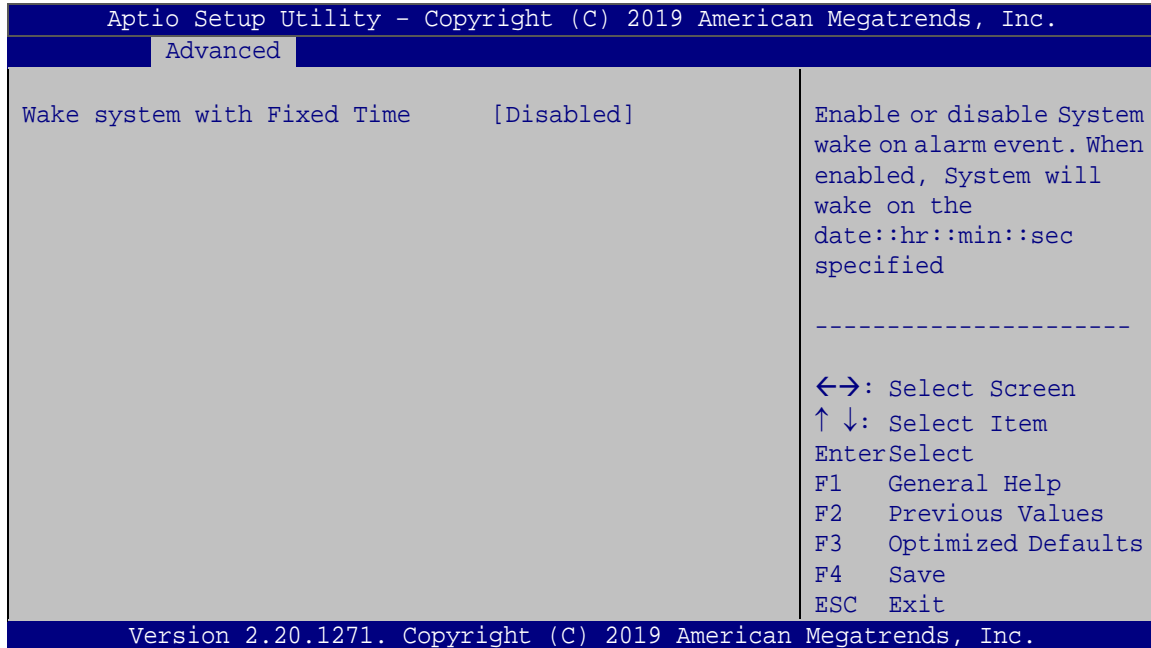 Aptio Setup Utility – Copyright (C) 2019 American Megatrends, Inc.
Advanced
Wake system with Fixed Time [Disabled]
Enable or disable System
wake on alarm event. When
enabled, System will
wake on the
date::hr::min::sec
specified
----------------------
←→: Select Screen
↑ ↓: Select Item
EnterSelect
F1 General Help
F2 Previous Values
F3 Optimized Defaults
F4 Save
ESC Exit
Version 2.20.1271. Copyright (C) 2019 American Megatrends, Inc.